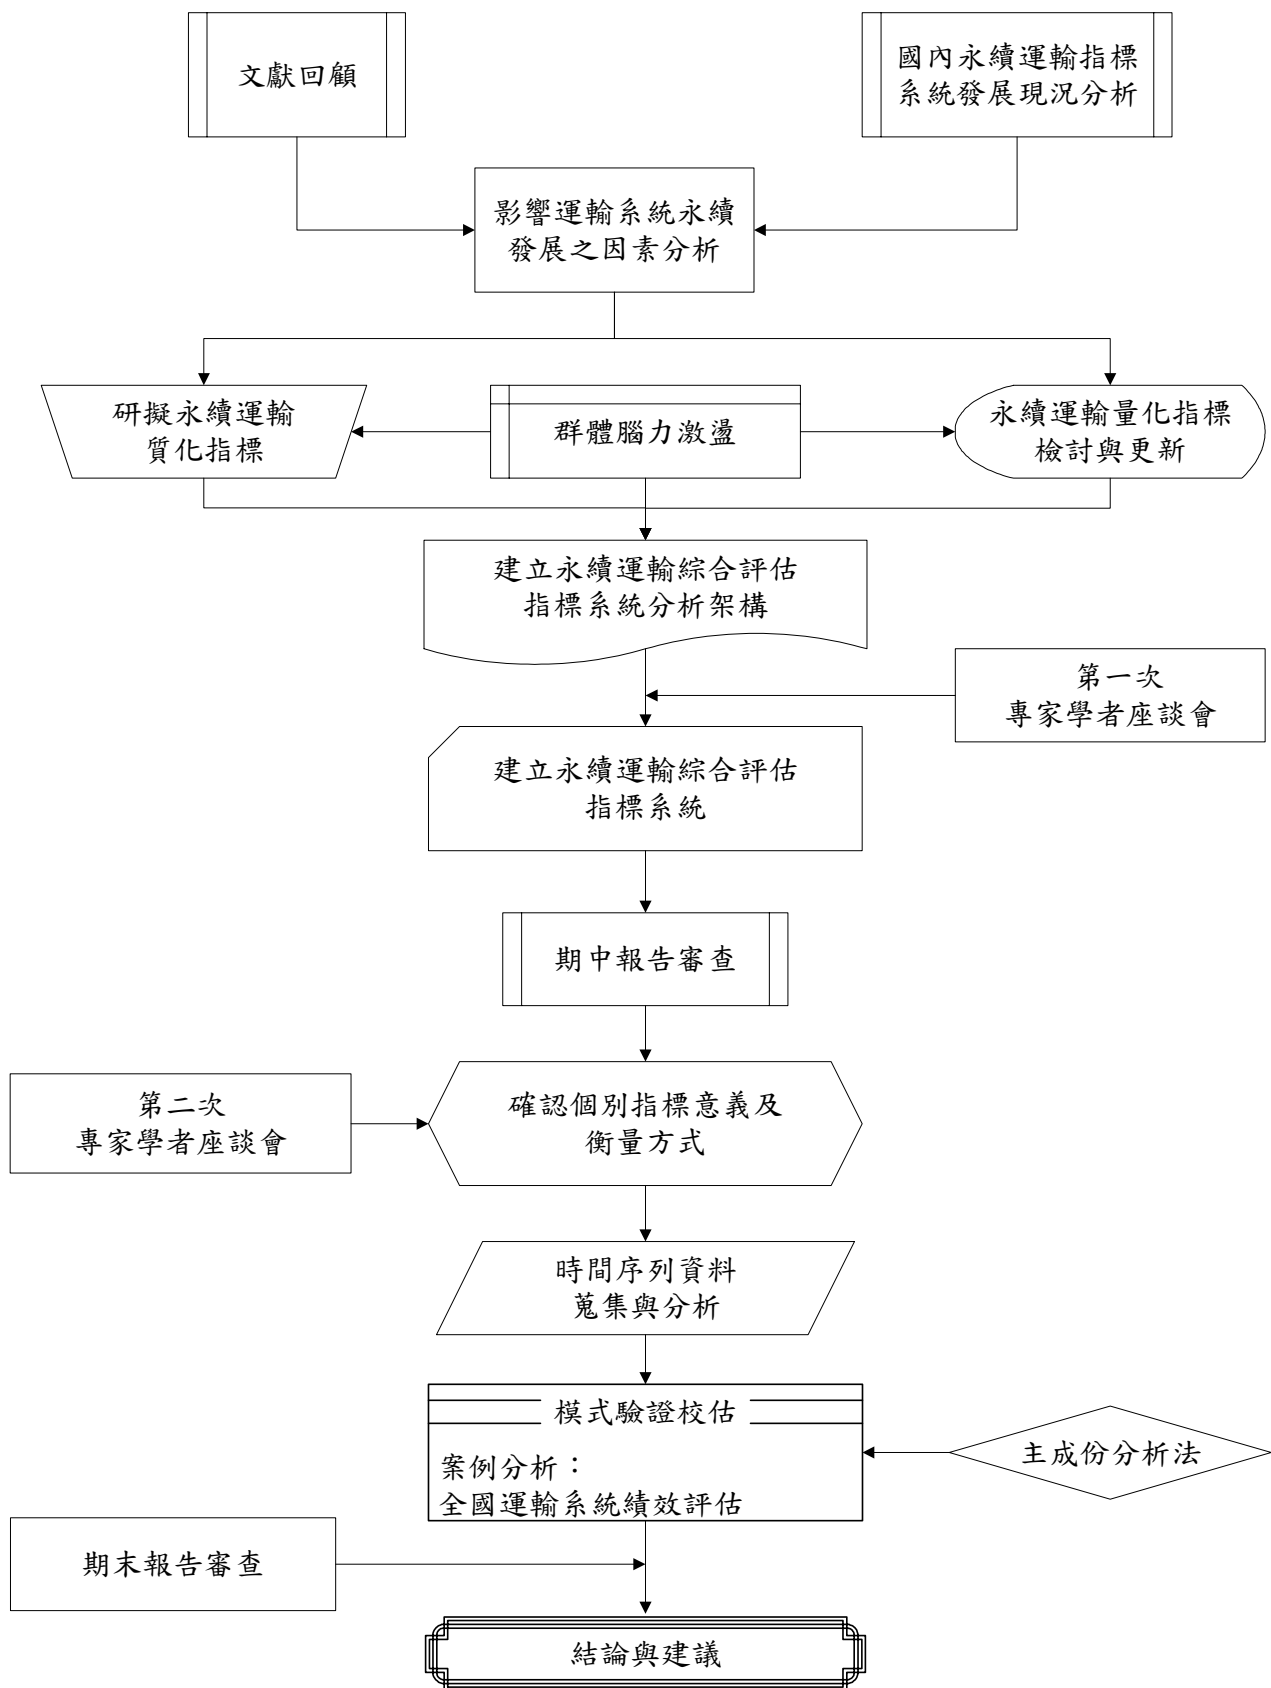 文獻回顧
國內永續運輸指標
系統發展現況分析
影響運輸系統永續
發展之因素分析
研擬永續運輸
質化指標
群體腦力激盪
永續運輸量化指標
檢討與更新
建立永續運輸綜合評估
指標系統分析架構
第一次
專家學者座談會
建立永續運輸綜合評估
指標系統
期中報告審查
第二次
專家學者座談會
確認個別指標意義及
衡量方式
時間序列資料
蒐集與分析
模式驗證校估
案例分析：
全國運輸系統績效評估
主成份分析法
期末報告審查
結論與建議